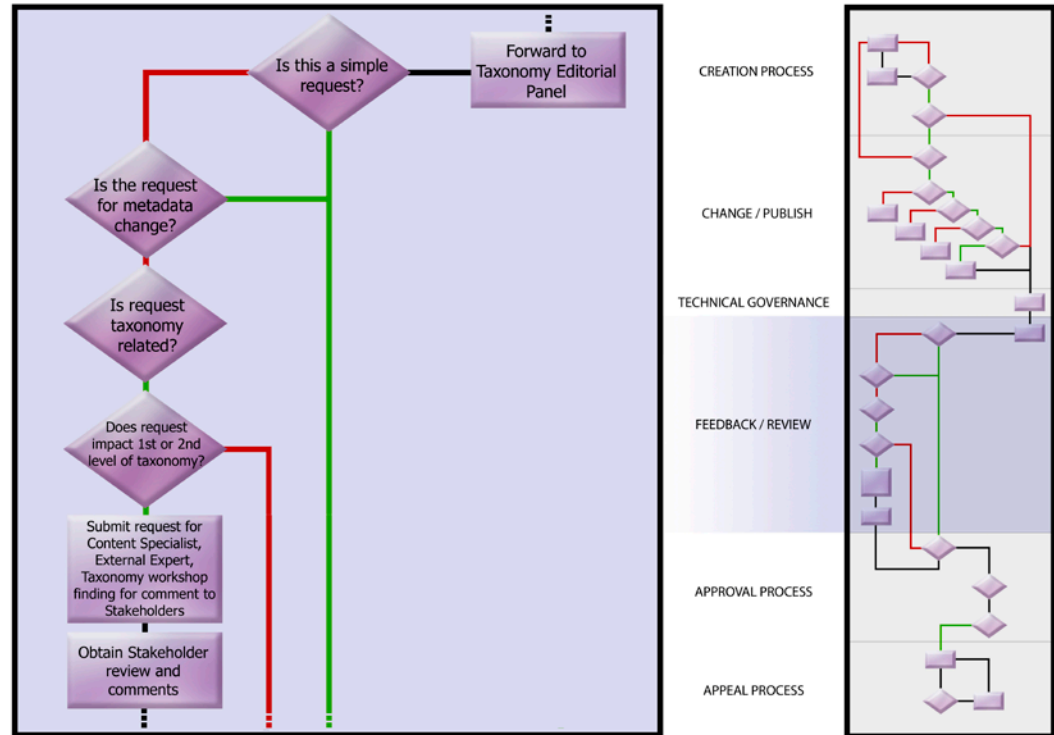 Is this a simple
request?
Forward to
Taxonomy Editorial
Panel
Is the request
for metadata
change?
Is request
taxonomy
related?
Does request
impact 1st or 2nd
level of taxonomy?
Submit request for
Content Specialist,
External Expert,
Taxonomy workshop
finding for comment to
Stakeholders
Obtain Stakeholder
review and
comments
CREATION PROCESS
CHANGE / PUBLISH
TECHNICAL GOVERNANCE
FEEDBACK / REVIEW
APPROVAL PROCESS
APPEAL PROCESS